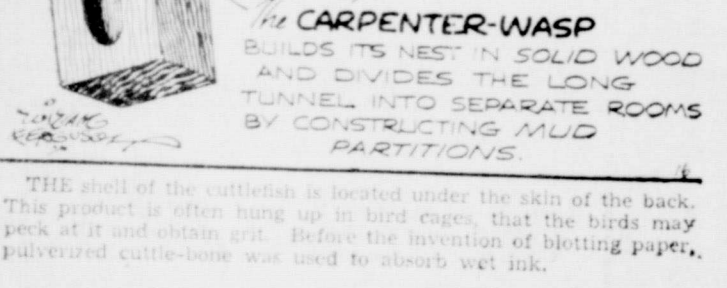 The CARPENTER-WASP
BUILDS ITS NEST IN SOLID WOOD
AND DIVIDES THE LONG
TUNNEL INTO SEPARATE ROOMS
BY CONSTRUCTING MUD
PARTITIONS.
FERGUSON
THE shell of the cuttlefish is located under the skin of the back.
This product is often hung up in bird cages, that the birds may
peck at it and obtain grit. Before the invention of blotting paper,
pulverized cuttle-bone was used to absorb wet ink.